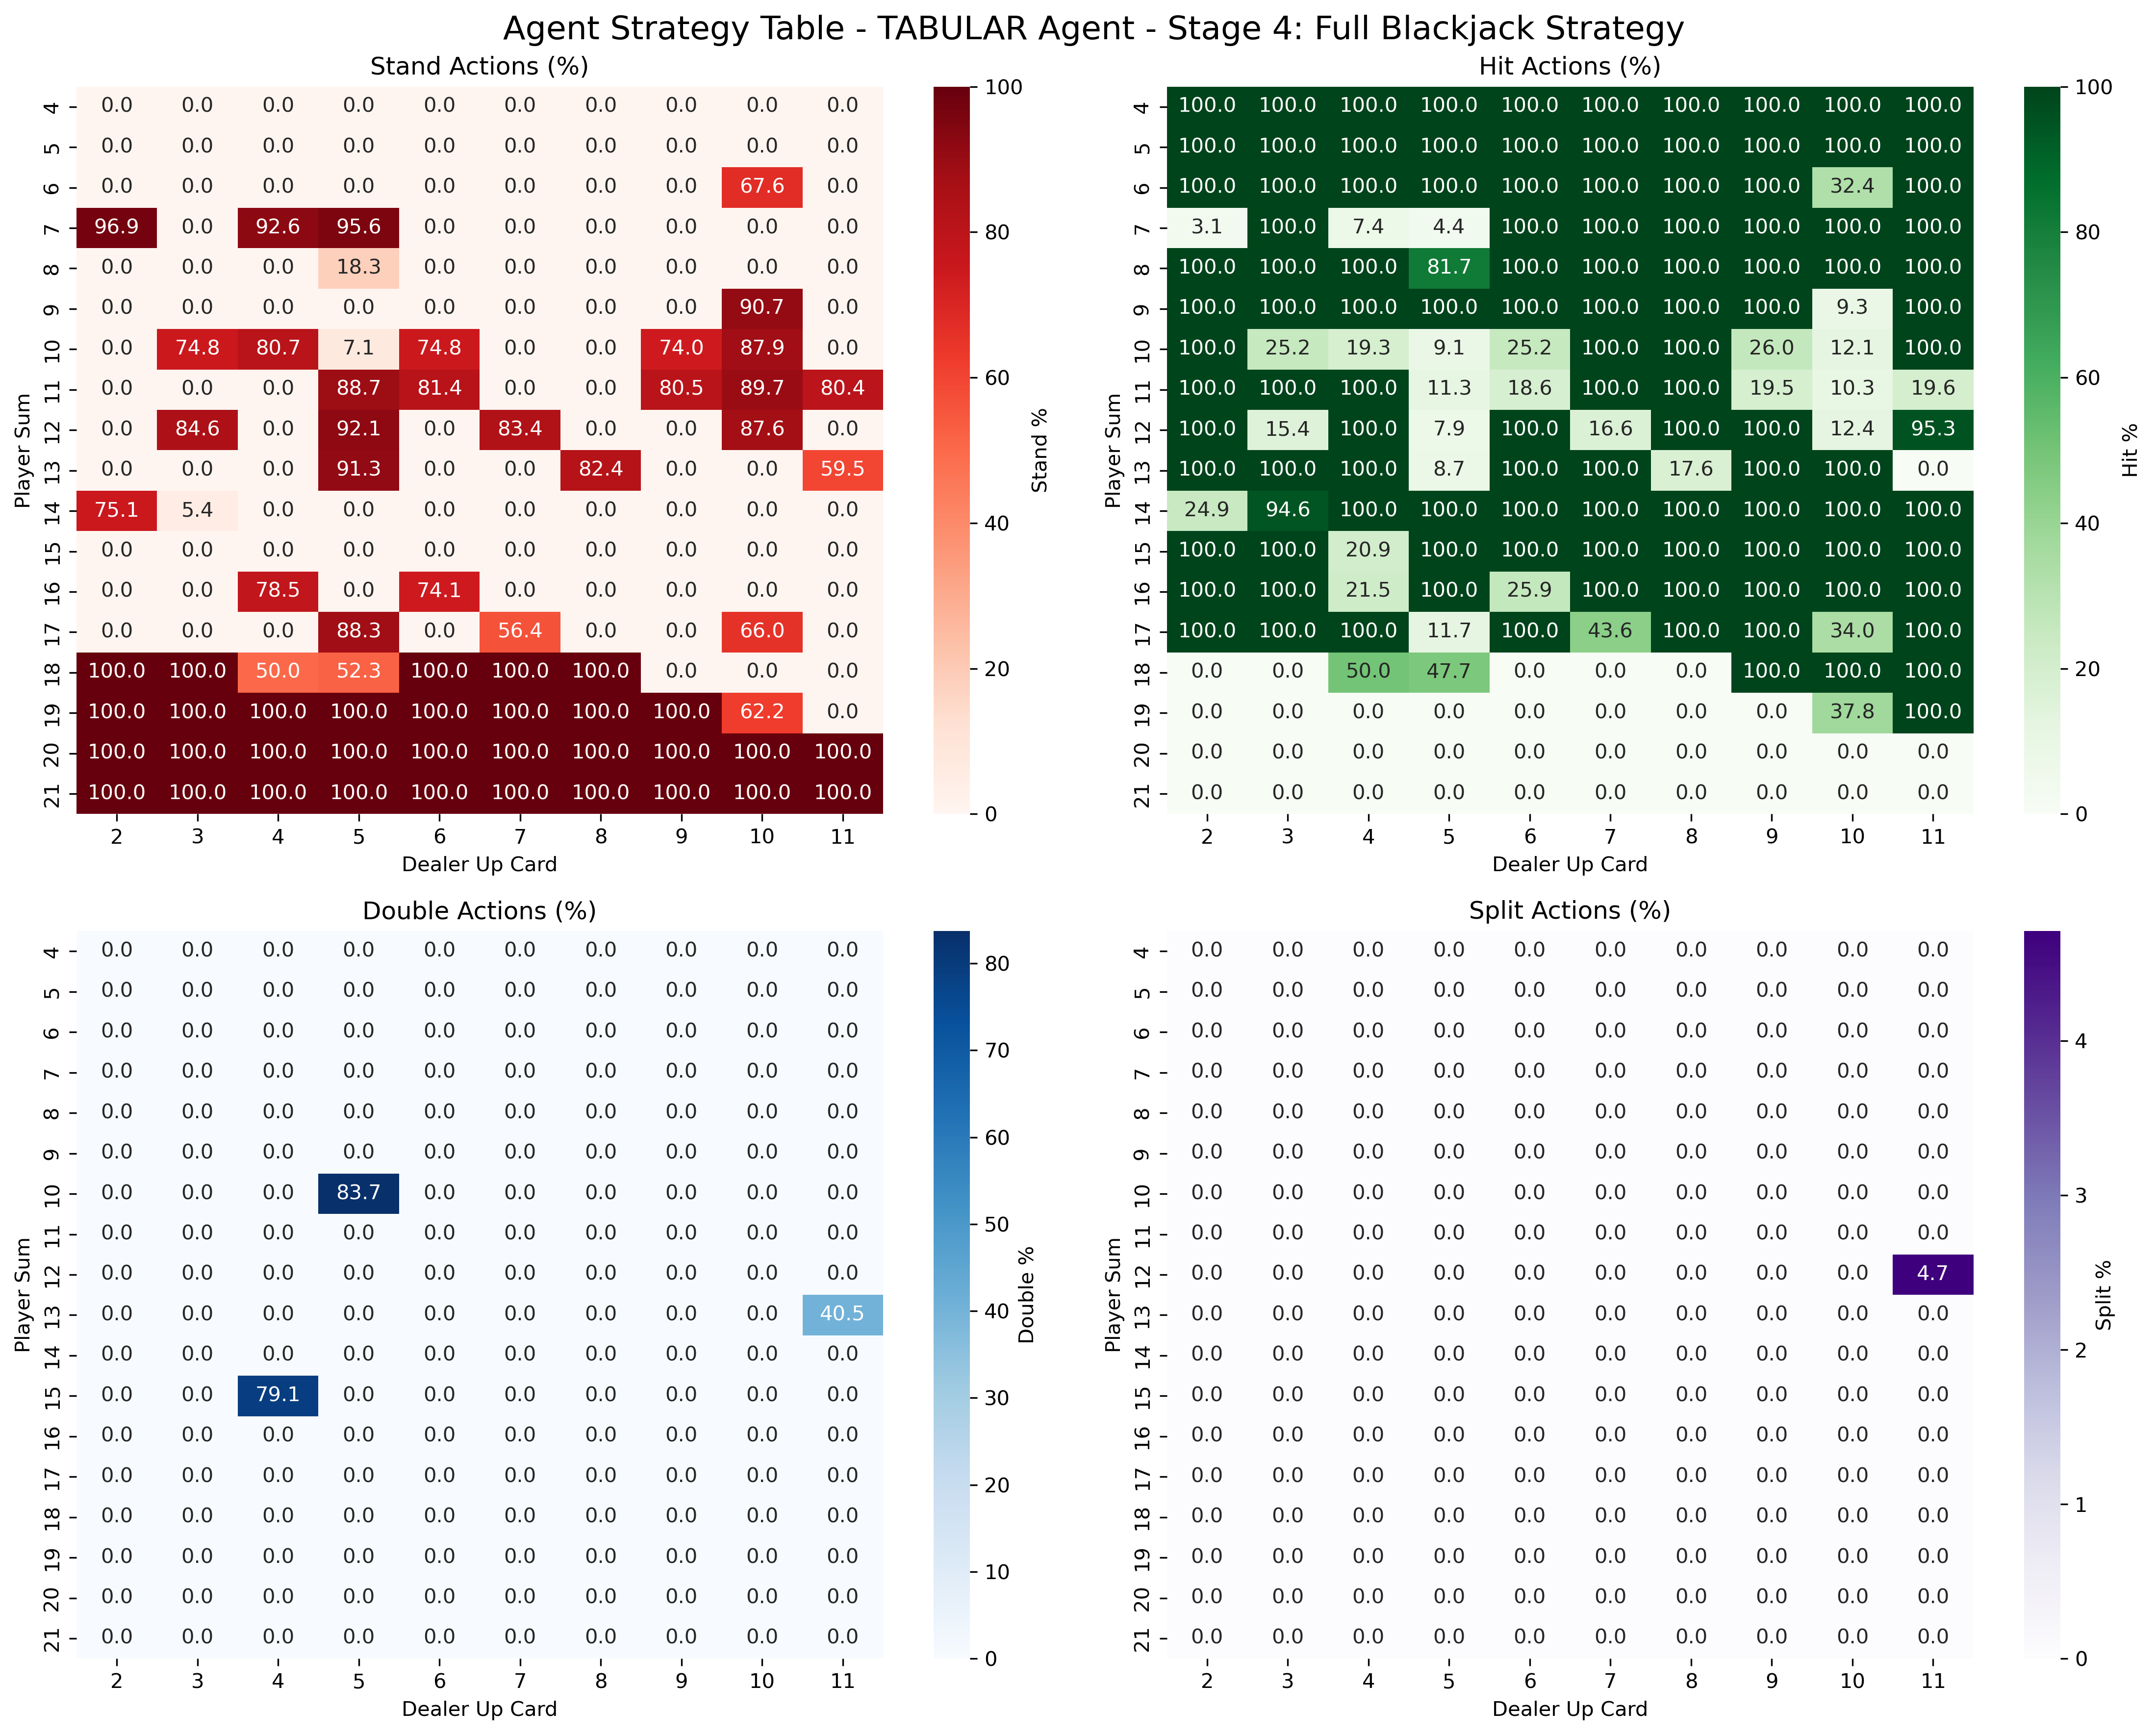 Agent Strategy Table - TABULAR Agent - Stage 4: Full Blackjack Strategy
Stand Actions (%)
4 0.0 0.0 0.0 0.0 0.0 0.0 0.0 0.0 0.0 0.0
5 0.0 0.0 0.0 0.0 0.0 0.0 0.0 0.0 0.0 0.0
6 0.0 0.0 0.0 0.0 0.0 0.0 0.0 0.0 67.6 0.0
7 96.9 0.0 92.6 95.6 0.0 0.0 0.0 0.0 0.0 0.0
8 0.0 0.0 0.0 18.3 0.0 0.0 0.0 0.0 0.0 0.0
9 0.0 0.0 0.0 0.0 0.0 0.0 0.0 0.0 90.7 0.0
10 0.0 74.8 80.7 7.1 74.8 0.0 0.0 74.0 87.9 0.0
11 0.0 0.0 0.0 88.7 81.4 0.0 0.0 80.5 89.7 80.4
12 0.0 84.6 0.0 92.1 0.0 83.4 0.0 0.0 87.6 0.0
13 0.0 0.0 0.0 91.3 0.0 0.0 82.4 0.0 0.0 59.5
14 75.1 5.4 0.0 0.0 0.0 0.0 0.0 0.0 0.0 0.0
15 0.0 0.0 0.0 0.0 0.0 0.0 0.0 0.0 0.0 0.0
16 0.0 0.0 78.5 0.0 74.1 0.0 0.0 0.0 0.0 0.0
17 0.0 0.0 0.0 88.3 0.0 56.4 0.0 0.0 66.0 0.0
18 100.0 100.0 50.0 52.3 100.0 100.0 100.0 0.0 0.0 0.0
19 100.0 100.0 100.0 100.0 100.0 100.0 100.0 100.0 62.2 0.0
20 100.0 100.0 100.0 100.0 100.0 100.0 100.0 100.0 100.0 100.0
21 100.0 100.0 100.0 100.0 100.0 100.0 100.0 100.0 100.0 100.0
2 3 4 5 6 7 8 9 10 11
Dealer Up Card
Player Sum
100
80
60
40
20
0
Stand %
Hit Actions (%)
4 100.0 100.0 100.0 100.0 100.0 100.0 100.0 100.0 100.0 100.0
5 100.0 100.0 100.0 100.0 100.0 100.0 100.0 100.0 100.0 100.0
6 100.0 100.0 100.0 100.0 100.0 100.0 100.0 100.0 32.4 100.0
7 3.1 100.0 7.4 4.4 100.0 100.0 100.0 100.0 100.0 100.0
8 100.0 100.0 100.0 81.7 100.0 100.0 100.0 100.0 100.0 100.0
9 100.0 100.0 100.0 100.0 100.0 100.0 100.0 100.0 9.3 100.0
10 100.0 25.2 19.3 9.1 25.2 100.0 100.0 26.0 12.1 100.0
11 100.0 100.0 100.0 11.3 18.6 100.0 100.0 19.5 10.3 19.6
12 100.0 15.4 100.0 7.9 100.0 16.6 100.0 100.0 12.4 95.3
13 100.0 100.0 100.0 8.7 100.0 100.0 17.6 100.0 100.0 0.0
14 24.9 94.6 100.0 100.0 100.0 100.0 100.0 100.0 100.0 100.0
15 100.0 100.0 20.9 100.0 100.0 100.0 100.0 100.0 100.0 100.0
16 100.0 100.0 21.5 100.0 25.9 100.0 100.0 100.0 100.0 100.0
17 100.0 100.0 100.0 11.7 100.0 43.6 100.0 100.0 34.0 100.0
18 0.0 0.0 50.0 47.7 0.0 0.0 0.0 100.0 100.0 100.0
19 0.0 0.0 0.0 0.0 0.0 0.0 0.0 0.0 37.8 100.0
20 0.0 0.0 0.0 0.0 0.0 0.0 0.0 0.0 0.0 0.0
21 0.0 0.0 0.0 0.0 0.0 0.0 0.0 0.0 0.0 0.0
2 3 4 5 6 7 8 9 10 11
Dealer Up Card
Player Sum
100
80
60
40
20
0
Hit %
Double Actions (%)
4 0.0 0.0 0.0 0.0 0.0 0.0 0.0 0.0 0.0 0.0
5 0.0 0.0 0.0 0.0 0.0 0.0 0.0 0.0 0.0 0.0
6 0.0 0.0 0.0 0.0 0.0 0.0 0.0 0.0 0.0 0.0
7 0.0 0.0 0.0 0.0 0.0 0.0 0.0 0.0 0.0 0.0
8 0.0 0.0 0.0 0.0 0.0 0.0 0.0 0.0 0.0 0.0
9 0.0 0.0 0.0 0.0 0.0 0.0 0.0 0.0 0.0 0.0
10 0.0 0.0 0.0 83.7 0.0 0.0 0.0 0.0 0.0 0.0
11 0.0 0.0 0.0 0.0 0.0 0.0 0.0 0.0 0.0 0.0
12 0.0 0.0 0.0 0.0 0.0 0.0 0.0 0.0 0.0 0.0
13 0.0 0.0 0.0 0.0 0.0 0.0 0.0 0.0 0.0 40.5
14 0.0 0.0 0.0 0.0 0.0 0.0 0.0 0.0 0.0 0.0
15 0.0 0.0 79.1 0.0 0.0 0.0 0.0 0.0 0.0 0.0
16 0.0 0.0 0.0 0.0 0.0 0.0 0.0 0.0 0.0 0.0
17 0.0 0.0 0.0 0.0 0.0 0.0 0.0 0.0 0.0 0.0
18 0.0 0.0 0.0 0.0 0.0 0.0 0.0 0.0 0.0 0.0
19 0.0 0.0 0.0 0.0 0.0 0.0 0.0 0.0 0.0 0.0
20 0.0 0.0 0.0 0.0 0.0 0.0 0.0 0.0 0.0 0.0
21 0.0 0.0 0.0 0.0 0.0 0.0 0.0 0.0 0.0 0.0
2 3 4 5 6 7 8 9 10 11
Dealer Up Card
Player Sum
80
70
60
50
40
30
20
10
0
Double %
Split Actions (%)
4 0.0 0.0 0.0 0.0 0.0 0.0 0.0 0.0 0.0 0.0
5 0.0 0.0 0.0 0.0 0.0 0.0 0.0 0.0 0.0 0.0
6 0.0 0.0 0.0 0.0 0.0 0.0 0.0 0.0 0.0 0.0
7 0.0 0.0 0.0 0.0 0.0 0.0 0.0 0.0 0.0 0.0
8 0.0 0.0 0.0 0.0 0.0 0.0 0.0 0.0 0.0 0.0
9 0.0 0.0 0.0 0.0 0.0 0.0 0.0 0.0 0.0 0.0
10 0.0 0.0 0.0 0.0 0.0 0.0 0.0 0.0 0.0 0.0
11 0.0 0.0 0.0 0.0 0.0 0.0 0.0 0.0 0.0 0.0
12 0.0 0.0 0.0 0.0 0.0 0.0 0.0 0.0 0.0 4.7
13 0.0 0.0 0.0 0.0 0.0 0.0 0.0 0.0 0.0 0.0
14 0.0 0.0 0.0 0.0 0.0 0.0 0.0 0.0 0.0 0.0
15 0.0 0.0 0.0 0.0 0.0 0.0 0.0 0.0 0.0 0.0
16 0.0 0.0 0.0 0.0 0.0 0.0 0.0 0.0 0.0 0.0
17 0.0 0.0 0.0 0.0 0.0 0.0 0.0 0.0 0.0 0.0
18 0.0 0.0 0.0 0.0 0.0 0.0 0.0 0.0 0.0 0.0
19 0.0 0.0 0.0 0.0 0.0 0.0 0.0 0.0 0.0 0.0
20 0.0 0.0 0.0 0.0 0.0 0.0 0.0 0.0 0.0 0.0
21 0.0 0.0 0.0 0.0 0.0 0.0 0.0 0.0 0.0 0.0
2 3 4 5 6 7 8 9 10 11
Dealer Up Card
Player Sum
4
3
2
1
0
Split %